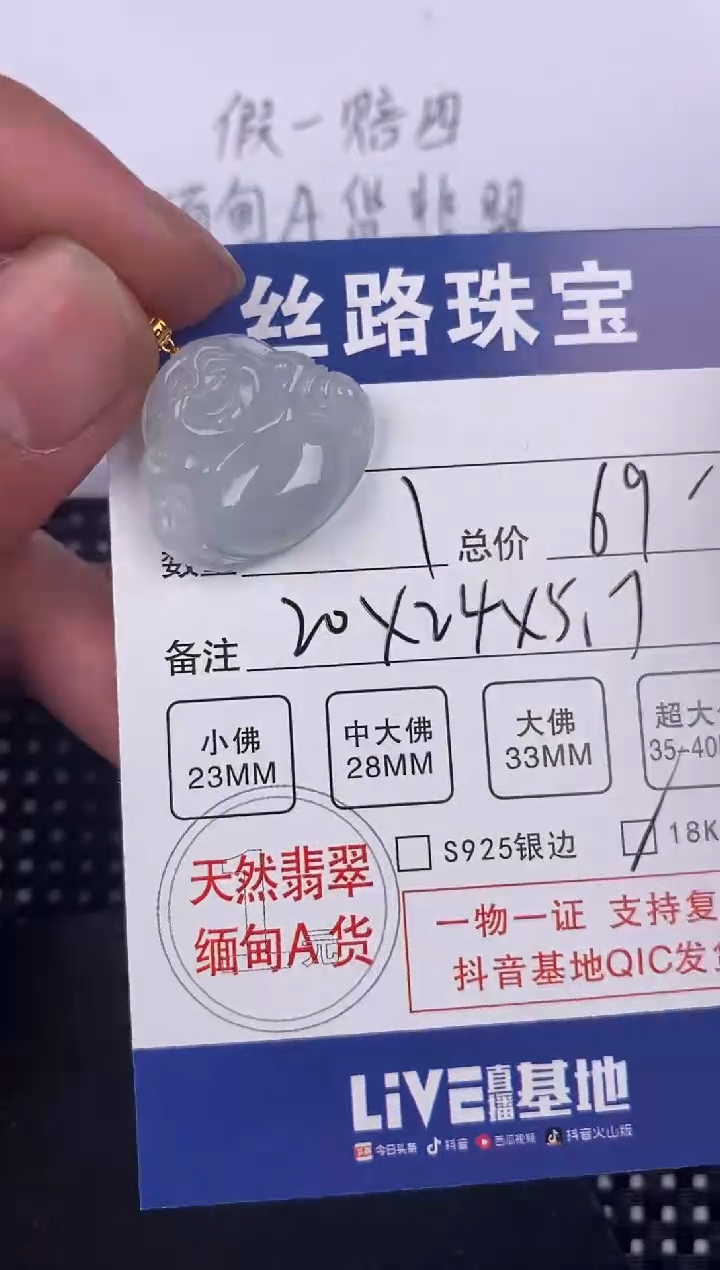 假一赔四
缅甸A货翡翠
丝路珠宝
数量 1 总价 69
备注 20X24X5.7
小佛 中大佛 大佛
23MM 28MM 33MM 35-40
S925银边 18K
天然翡翠
缅甸A货
一物一证 支持复
抖音基地QIC发
LiVE直播基地
今日头条 抖音 西瓜视频 抖音火山版